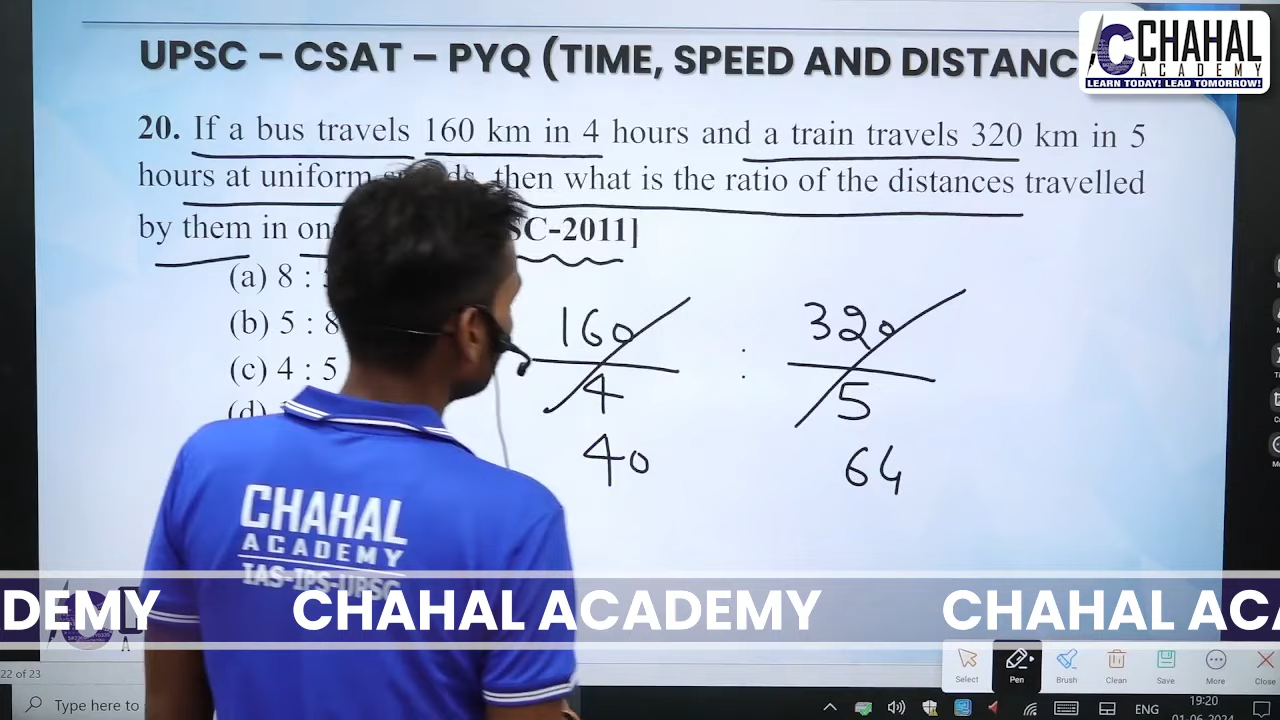 UPSC – CSAT – PYQ (TIME, SPEED AND DISTANC
CHAHAL
ACADEMY
LEARN TODAY! LEAD TOMORROW!
20. If a bus travels 160 km in 4 hours and a train travels 320 km in 5
hours at uniform then what is the ratio of the distances travelled
by them in SC-2011]
(a) 8 :
(b) 5 : 8
(c) 4 : 5
(d)
160 : 320
4 5
40 64
CHAHAL
ACADEMY
IAS-IPS-UPSC
DEMY CHAHAL ACADEMY CHAHAL ACA
Select Pen Brush Clean Save More Close
22 of 23
Type here to
ENG
19:20
01-06-2024